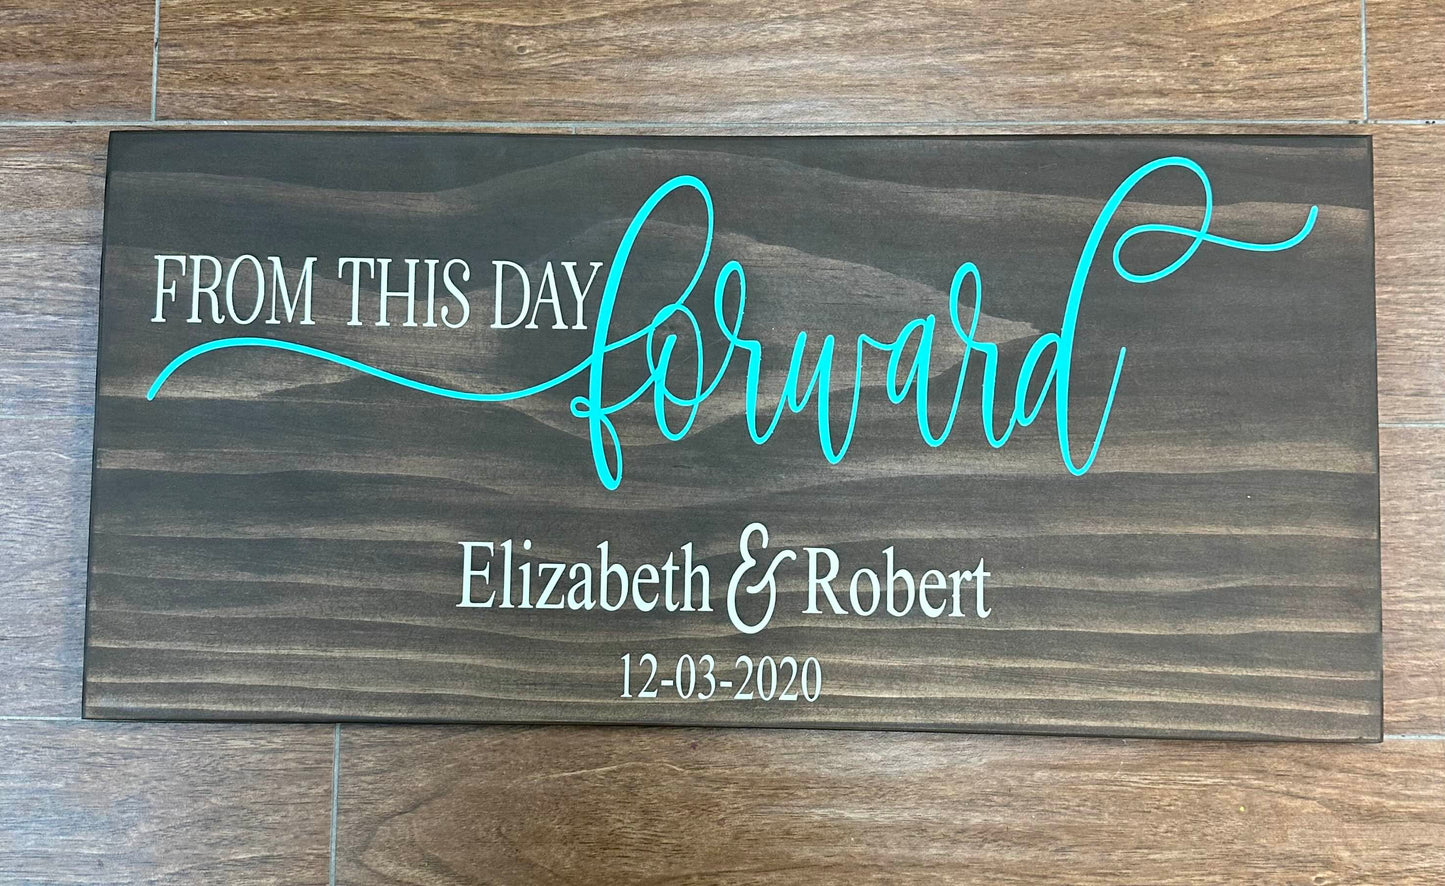 FROM THIS DAY forward
Elizabeth & Robert
12-03-2020